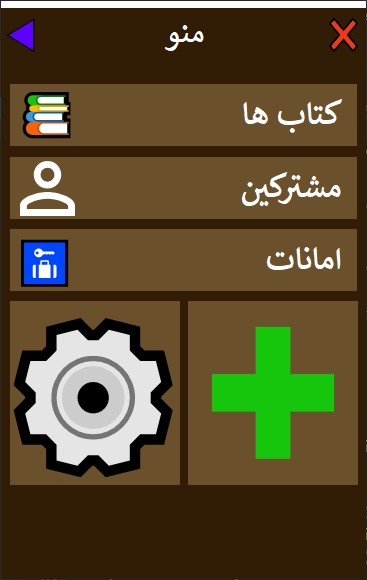 منو
کتاب ها
مشترکین
امانات